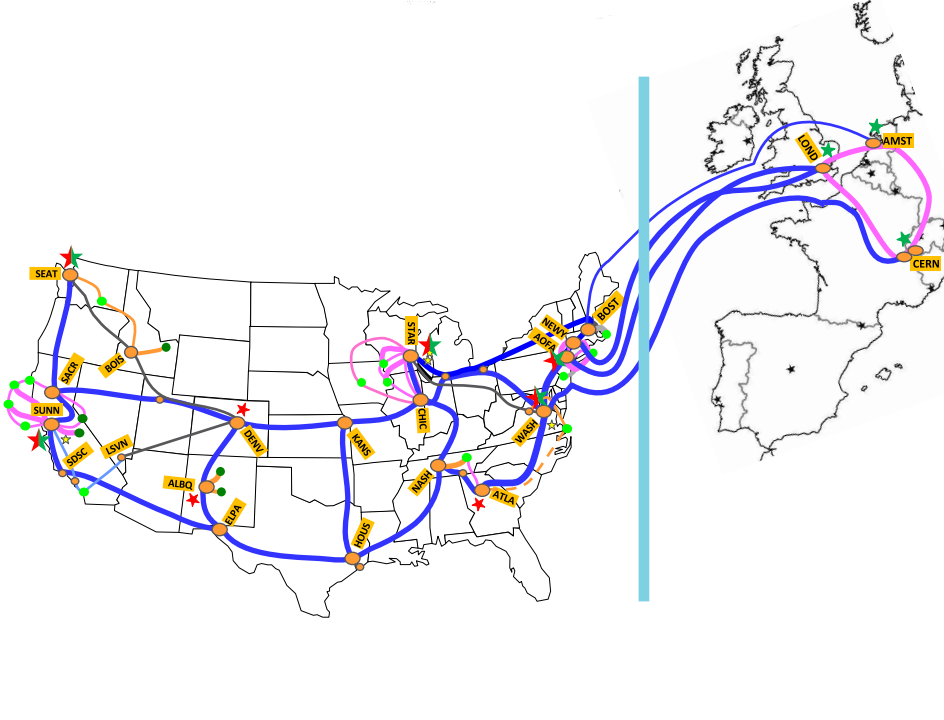 AMST
LOND
CERN
SEAT
BOST
NEWY
AOFA
STAR
BOIS
SACR
SUNN
CHIC
WASH
DENV
KANS
SDSC
LSVN
ALBQ
NASH
ATLA
ELPA
HOUS